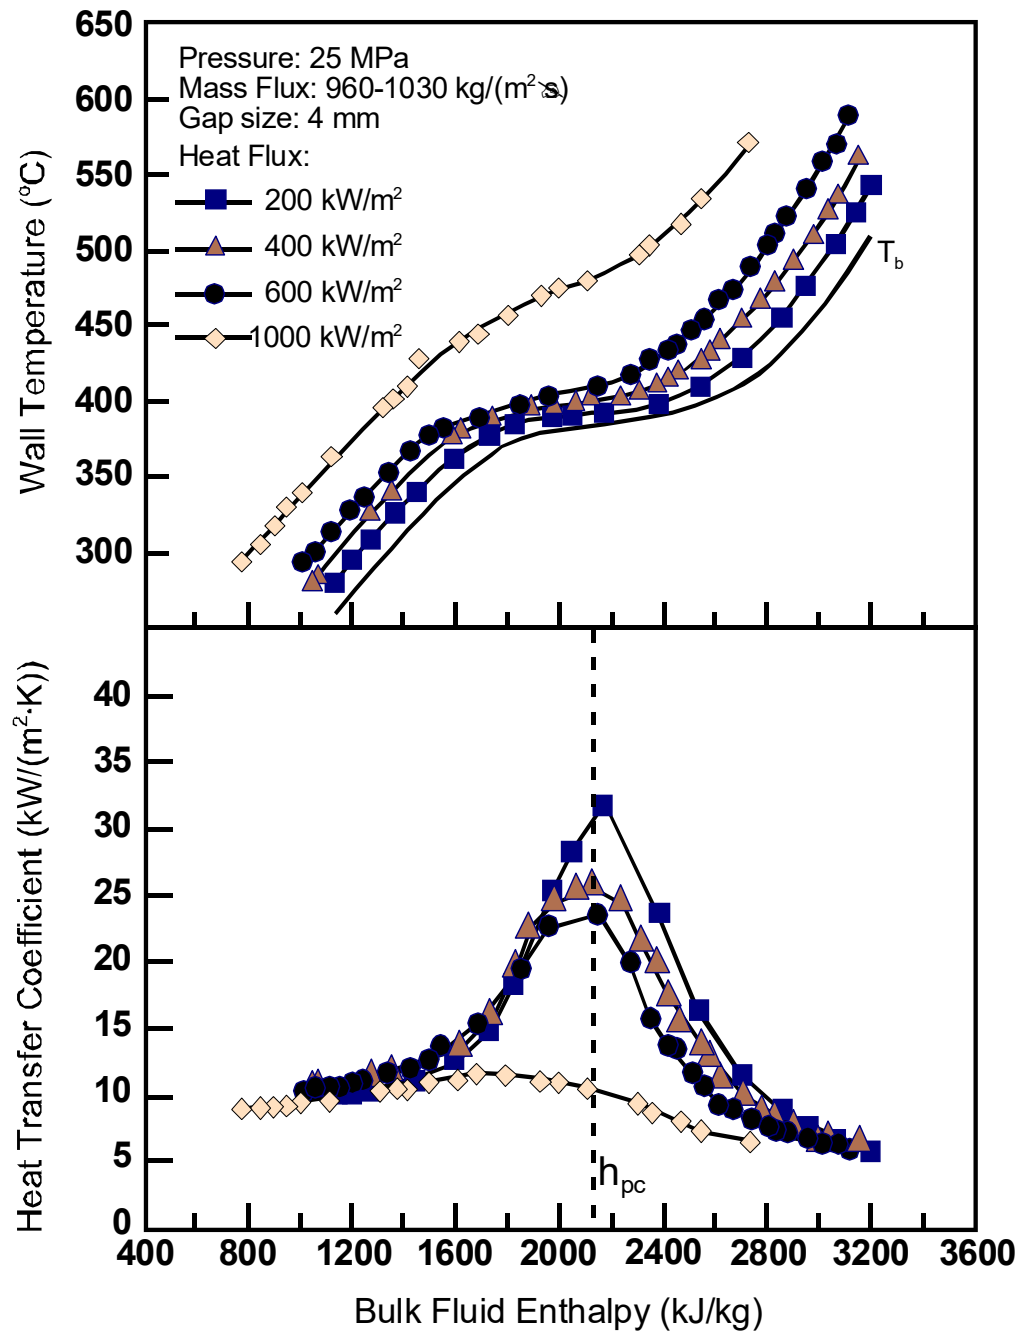 650
600
550
500
450
400
350
300
Wall Temperature (ºC)
Pressure: 25 MPa
Mass Flux: 960-1030 kg/(m² s)
Gap size: 4 mm
Heat Flux:
200 kW/m²
400 kW/m²
600 kW/m²
1000 kW/m²
T_b
40
35
30
25
20
15
10
5
0
Heat Transfer Coefficient (kW/(m²·K))
h_pc
400 800 1200 1600 2000 2400 2800 3200 3600
Bulk Fluid Enthalpy (kJ/kg)